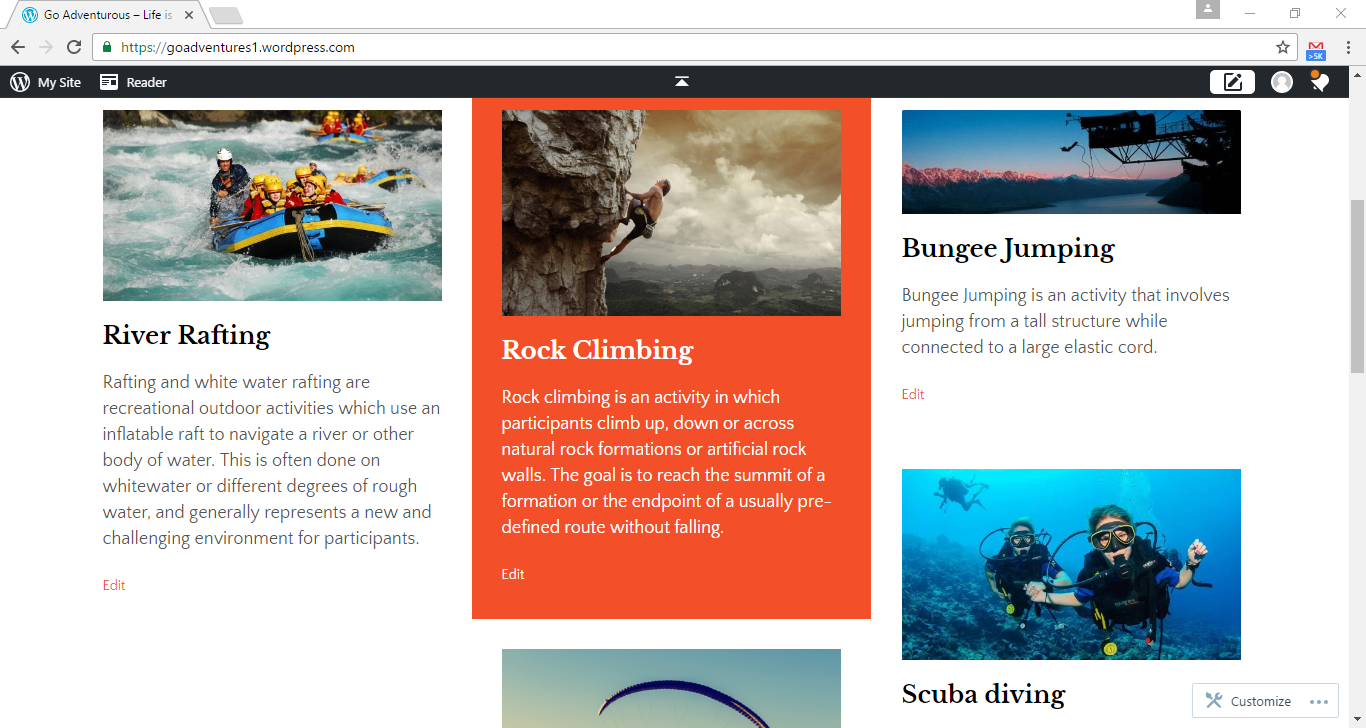 Go Adventurous – Life is
https://goadventures1.wordpress.com
>5K
My Site
Reader
River Rafting
Rafting and white water rafting are
recreational outdoor activities which use an
inflatable raft to navigate a river or other
body of water. This is often done on
whitewater or different degrees of rough
water, and generally represents a new and
challenging environment for participants.
Edit
Rock Climbing
Rock climbing is an activity in which
participants climb up, down or across
natural rock formations or artificial rock
walls. The goal is to reach the summit of a
formation or the endpoint of a usually pre-
defined route without falling.
Edit
Bungee Jumping
Bungee Jumping is an activity that involves
jumping from a tall structure while
connected to a large elastic cord.
Edit
Scuba diving
Customize